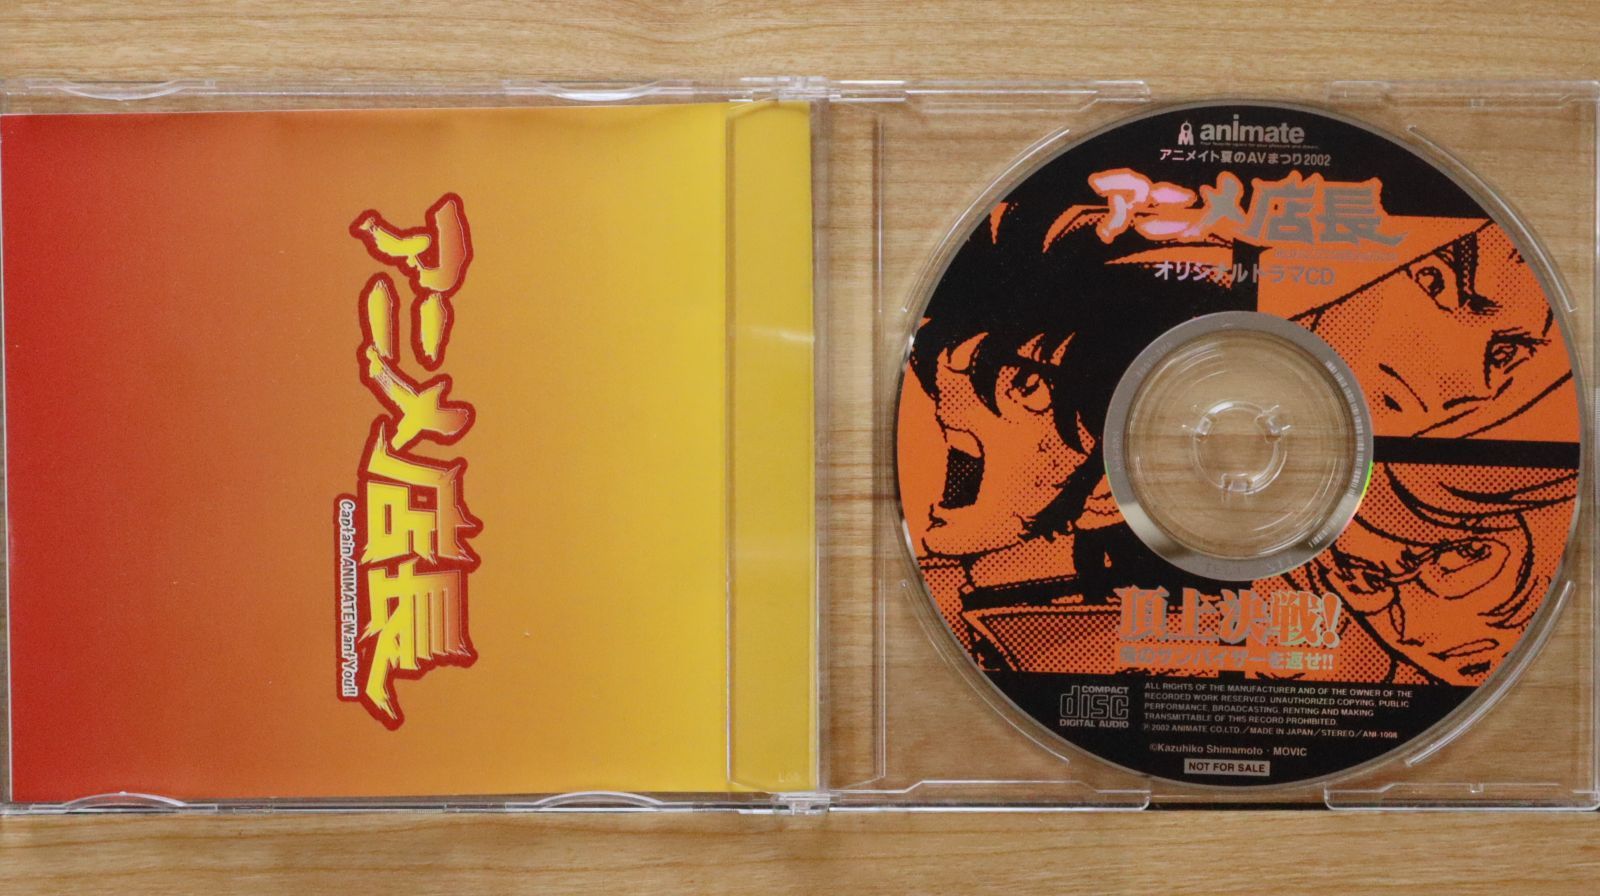 アニメ店長
Captain ANIMATE Want You!!
animate
アニメイト夏のAVまつり2002
アニメ店長
オリジナルドラマCD
頂上決戦!
俺のサンバイザーを返せ!!
COMPACT
disc
DIGITAL AUDIO
ALL RIGHTS OF THE MANUFACTURER AND OF THE OWNER OF THE
RECORDED WORK RESERVED. UNAUTHORIZED COPYING, PUBLIC
PERFORMANCE, BROADCASTING, RENTING AND MAKING
TRANSMITTABLE OF THIS RECORD PROHIBITED.
℗2002 ANIMATE CO.LTD.／MADE IN JAPAN／STEREO／ANI-1098
©Kazuhiko Shimamoto・MOVIC
NOT FOR SALE